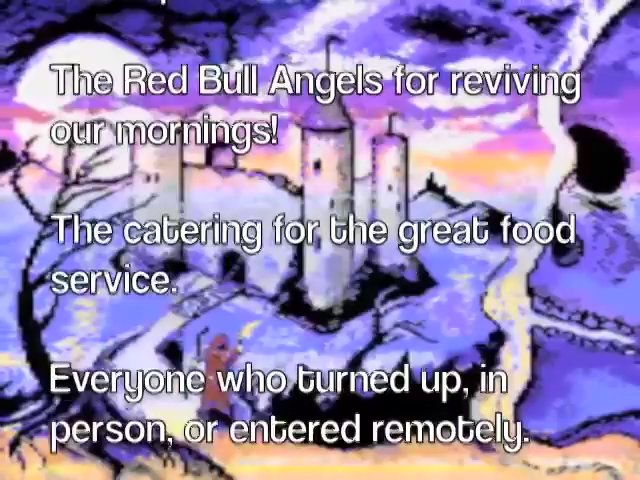 The Red Bull Angels for reviving
our mornings!
The catering for the great food
service.
Everyone who turned up, in
person, or entered remotely.